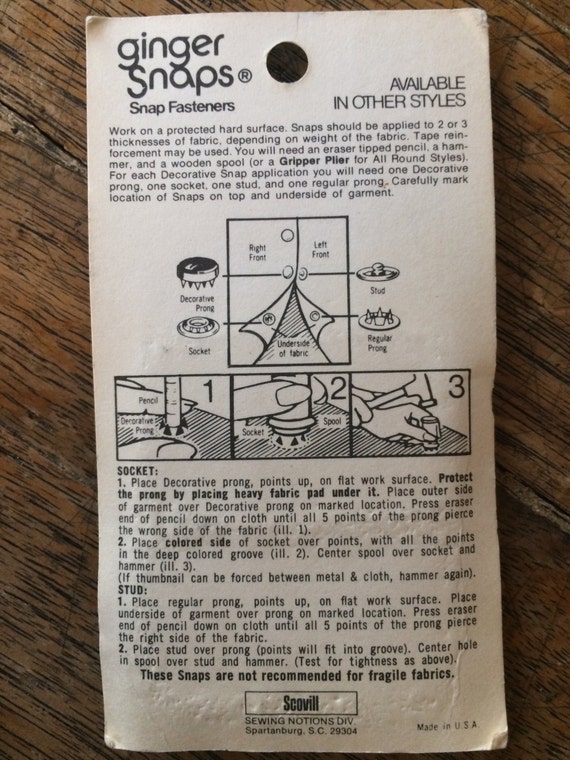 ginger
snaps®
Snap Fasteners
AVAILABLE
IN OTHER STYLES
Work on a protected hard surface. Snaps should be applied to 2 or 3
thicknesses of fabric, depending on weight of the fabric. Tape rein-
forcement may be used. You will need an eraser tipped pencil, a ham-
mer, and a wooden spool (or a Gripper Plier for All Round Styles).
For each Decorative Snap application you will need one Decorative
prong, one socket, one stud, and one regular prong. Carefully mark
location of Snaps on top and underside of garment.
Right
Front
Left
Front
Decorative
Prong
Stud
Socket
Underside
of fabric
Regular
Prong
1
Pencil
Decorative
Prong
2
Socket
Spool
3
SOCKET:
1. Place Decorative prong, points up, on flat work surface. Protect
the prong by placing heavy fabric pad under it. Place outer side
of garment over Decorative prong on marked location. Press eraser
end of pencil down on cloth until all 5 points of the prong pierce
the wrong side of the fabric (ill. 1).
2. Place colored side of socket over points, with all the points
in the deep colored groove (ill. 2). Center spool over socket and
hammer (ill. 3).
(If thumbnail can be forced between metal & cloth, hammer again).
STUD:
1. Place regular prong, points up, on flat work surface. Place
underside of garment over prong on marked location. Press eraser
end of pencil down on cloth until all 5 points of the prong pierce
the right side of the fabric.
2. Place stud over prong (points will fit into groove). Center hole
in spool over stud and hammer. (Test for tightness as above).
These Snaps are not recommended for fragile fabrics.
Scovill
SEWING NOTIONS DIV.
Spartanburg, S.C. 29304
Made in U.S.A.